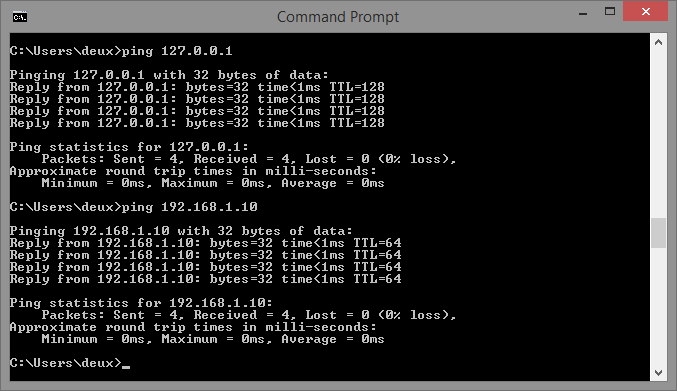 Command Prompt
C:\Users\deux>ping 127.0.0.1
Pinging 127.0.0.1 with 32 bytes of data:
Reply from 127.0.0.1: bytes=32 time<1ms TTL=128
Reply from 127.0.0.1: bytes=32 time<1ms TTL=128
Reply from 127.0.0.1: bytes=32 time<1ms TTL=128
Reply from 127.0.0.1: bytes=32 time<1ms TTL=128
Ping statistics for 127.0.0.1:
    Packets: Sent = 4, Received = 4, Lost = 0 (0% loss),
Approximate round trip times in milli-seconds:
    Minimum = 0ms, Maximum = 0ms, Average = 0ms
C:\Users\deux>ping 192.168.1.10
Pinging 192.168.1.10 with 32 bytes of data:
Reply from 192.168.1.10: bytes=32 time<1ms TTL=64
Reply from 192.168.1.10: bytes=32 time<1ms TTL=64
Reply from 192.168.1.10: bytes=32 time<1ms TTL=64
Reply from 192.168.1.10: bytes=32 time<1ms TTL=64
Ping statistics for 192.168.1.10:
    Packets: Sent = 4, Received = 4, Lost = 0 (0% loss),
Approximate round trip times in milli-seconds:
    Minimum = 0ms, Maximum = 0ms, Average = 0ms
C:\Users\deux>_